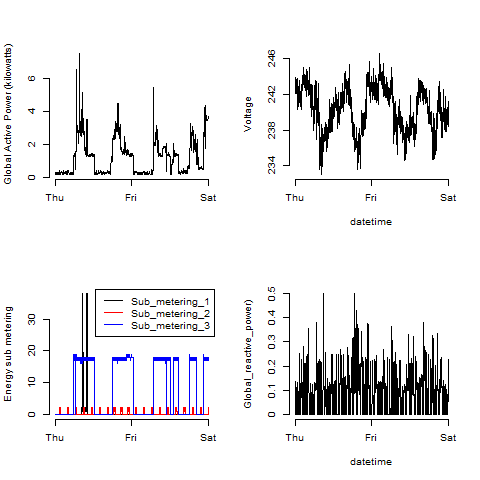 Global Active Power (kilowatts)
0 2 4 6
Thu Fri Sat
Voltage
234 238 242 246
Thu Fri Sat
datetime
Energy sub metering
0 10 20 30
Sub_metering_1
Sub_metering_2
Sub_metering_3
Thu Fri Sat
Global_reactive_power)
0.0 0.1 0.2 0.3 0.4 0.5
Thu Fri Sat
datetime